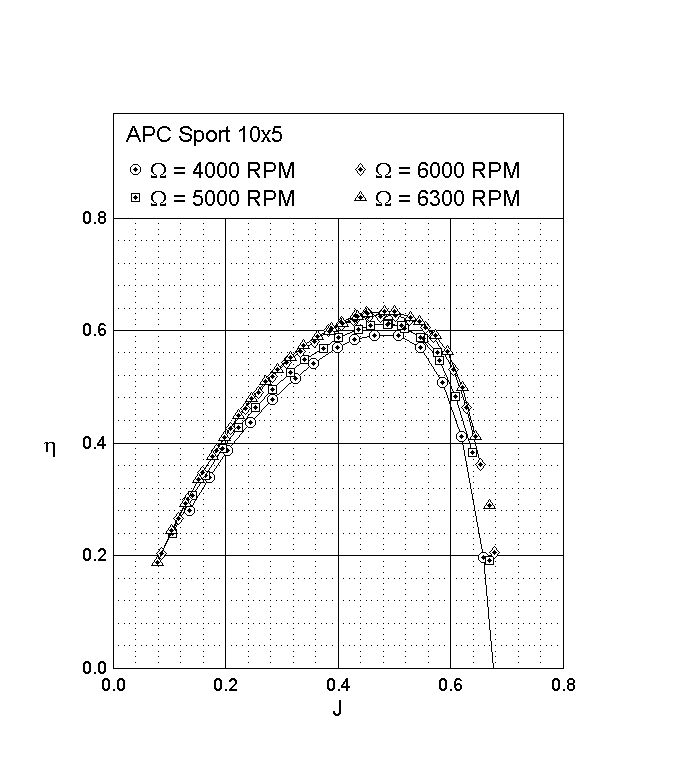 APC Sport 10x5
Ω = 4000 RPM
Ω = 6000 RPM
Ω = 5000 RPM
Ω = 6300 RPM
0.8
0.6
η
0.4
0.2
0.0
0.0 0.2 0.4 0.6 0.8
J